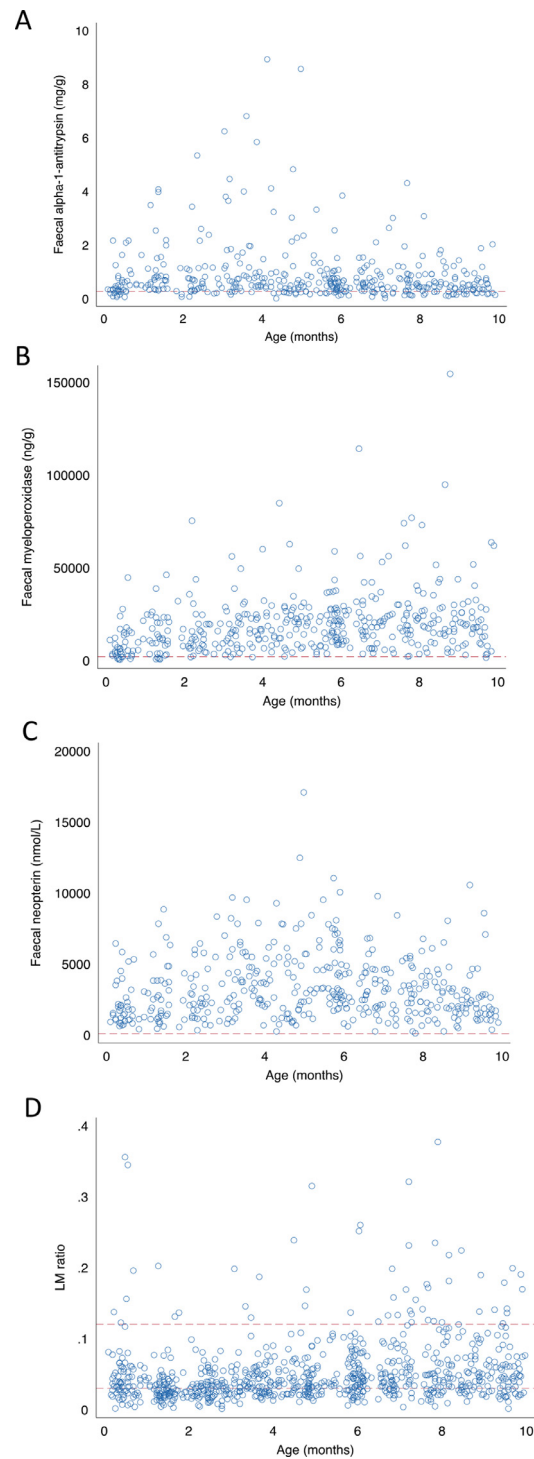 A
Faecal alpha-1-antitrypsin (mg/g)
10
8
6
4
2
0
0 2 4 6 8 10
Age (months)
B
Faecal myeloperoxidase (ng/g)
150000
100000
50000
0
0 2 4 6 8 10
Age (months)
C
Faecal neopterin (nmol/L)
20000
15000
10000
5000
0
0 2 4 6 8 10
Age (months)
D
LM ratio
.4
.3
.2
.1
0
0 2 4 6 8 10
Age (months)